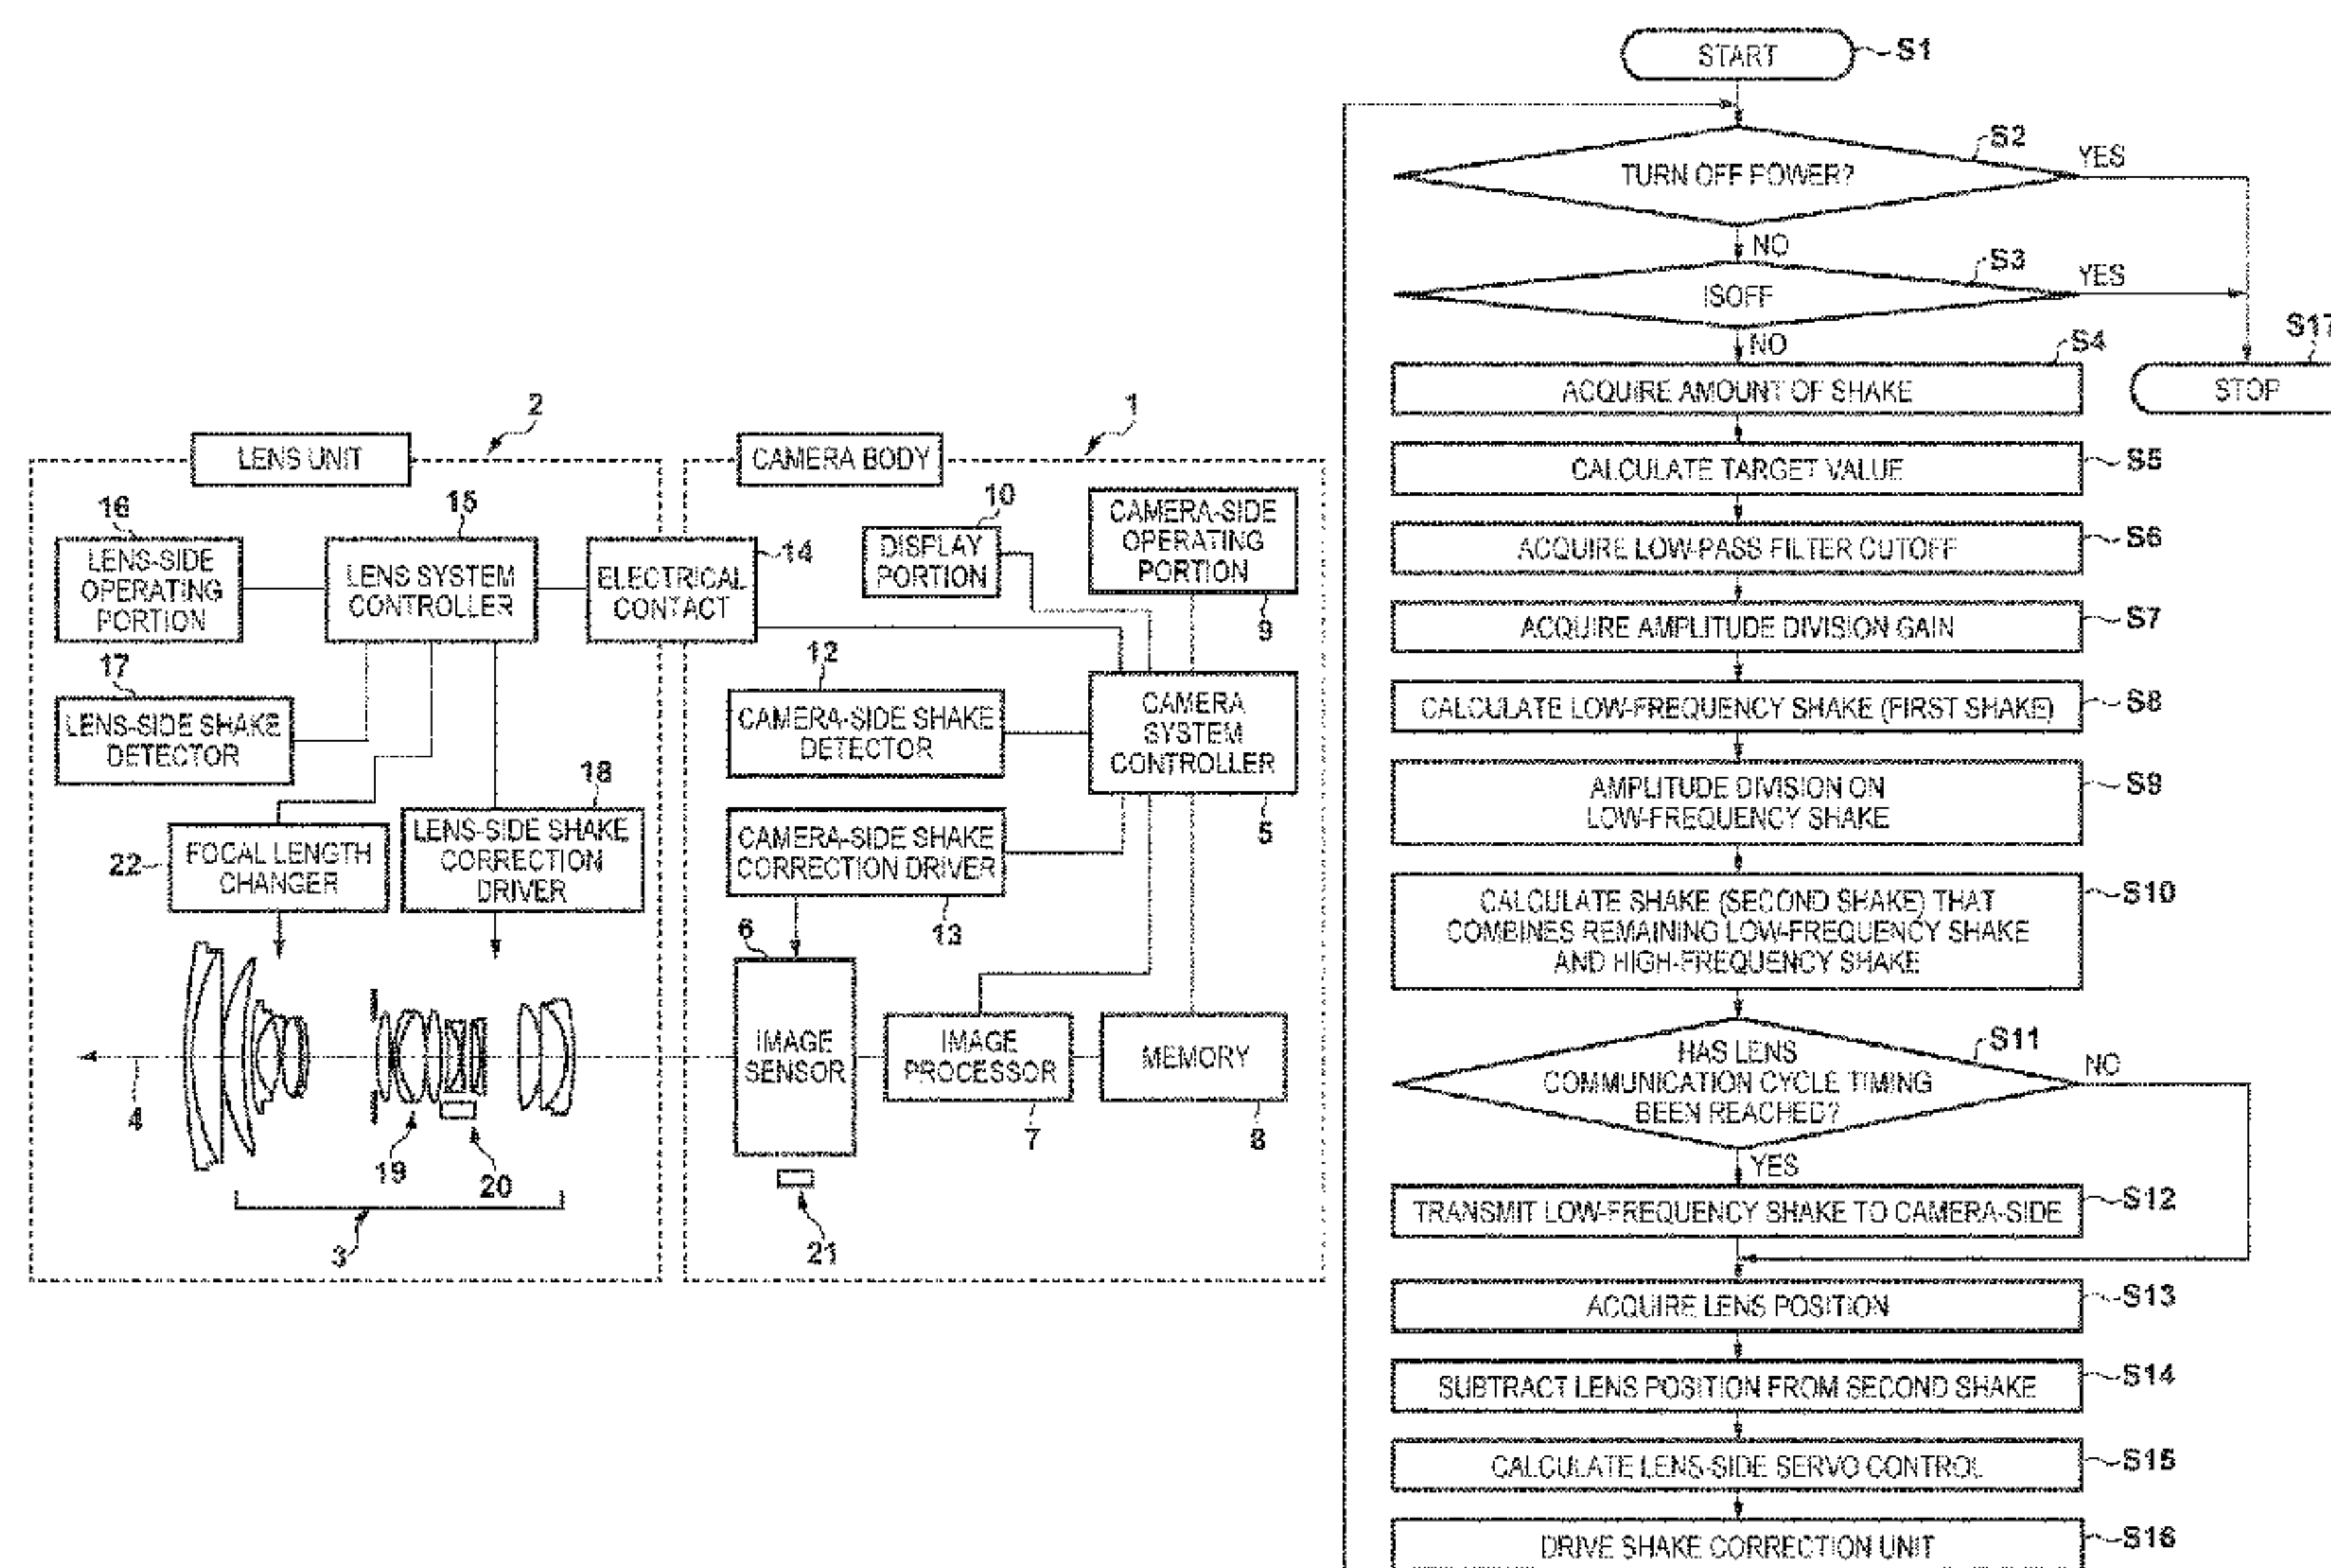 2
1
LENS UNIT
CAMERA BODY
16
15
14
10
LENS-SIDE
OPERATING
PORTION
LENS SYSTEM
CONTROLLER
ELECTRICAL
CONTACT
DISPLAY
PORTION
CAMERA-SIDE
OPERATING
PORTION
9
17
12
LENS-SIDE SHAKE
DETECTOR
CAMERA-SIDE SHAKE
DETECTOR
CAMERA
SYSTEM
CONTROLLER
5
18
22
FOCAL LENGTH
CHANGER
LENS-SIDE SHAKE
CORRECTION
DRIVER
CAMERA-SIDE SHAKE
CORRECTION DRIVER
13
6
IMAGE
SENSOR
IMAGE
PROCESSOR
MEMORY
4
19
20
7
8
3
21
START
S1
TURN OFF POWER?
S2
YES
NO
ISOFF
S3
YES
NO
S17
STOP
ACQUIRE AMOUNT OF SHAKE
S4
CALCULATE TARGET VALUE
S5
ACQUIRE LOW-PASS FILTER CUTOFF
S6
ACQUIRE AMPLITUDE DIVISION GAIN
S7
CALCULATE LOW-FREQUENCY SHAKE (FIRST SHAKE)
S8
AMPLITUDE DIVISION ON
LOW-FREQUENCY SHAKE
S9
CALCULATE SHAKE (SECOND SHAKE) THAT
COMBINES REMAINING LOW-FREQUENCY SHAKE
AND HIGH-FREQUENCY SHAKE
S10
HAS LENS
COMMUNICATION CYCLE TIMING
BEEN REACHED?
S11
NO
YES
TRANSMIT LOW-FREQUENCY SHAKE TO CAMERA-SIDE
S12
ACQUIRE LENS POSITION
S13
SUBTRACT LENS POSITION FROM SECOND SHAKE
S14
CALCULATE LENS-SIDE SERVO CONTROL
S15
DRIVE SHAKE CORRECTION UNIT
S16